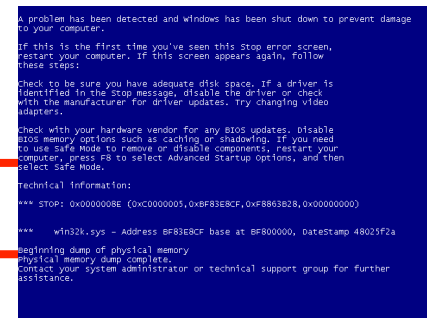 A problem has been detected and windows has been shut down to prevent damage
to your computer.
If this is the first time you've seen this Stop error screen,
restart your computer. If this screen appears again, follow
these steps:
Check to be sure you have adequate disk space. If a driver is
identified in the Stop message, disable the driver or check
with the manufacturer for driver updates. Try changing video
adapters.
Check with your hardware vendor for any BIOS updates. Disable
BIOS memory options such as caching or shadowing. If you need
to use Safe Mode to remove or disable components, restart your
computer, press F8 to select Advanced Startup Options, and then
select Safe Mode.
Technical information:
*** STOP: 0x0000008E (0xC0000005,0xBF83E8CF,0xF8863B28,0x00000000)
*** win32k.sys – Address BF83E8CF base at BF800000, DateStamp 48025f2a
Beginning dump of physical memory
Physical memory dump complete.
Contact your system administrator or technical support group for further
assistance.